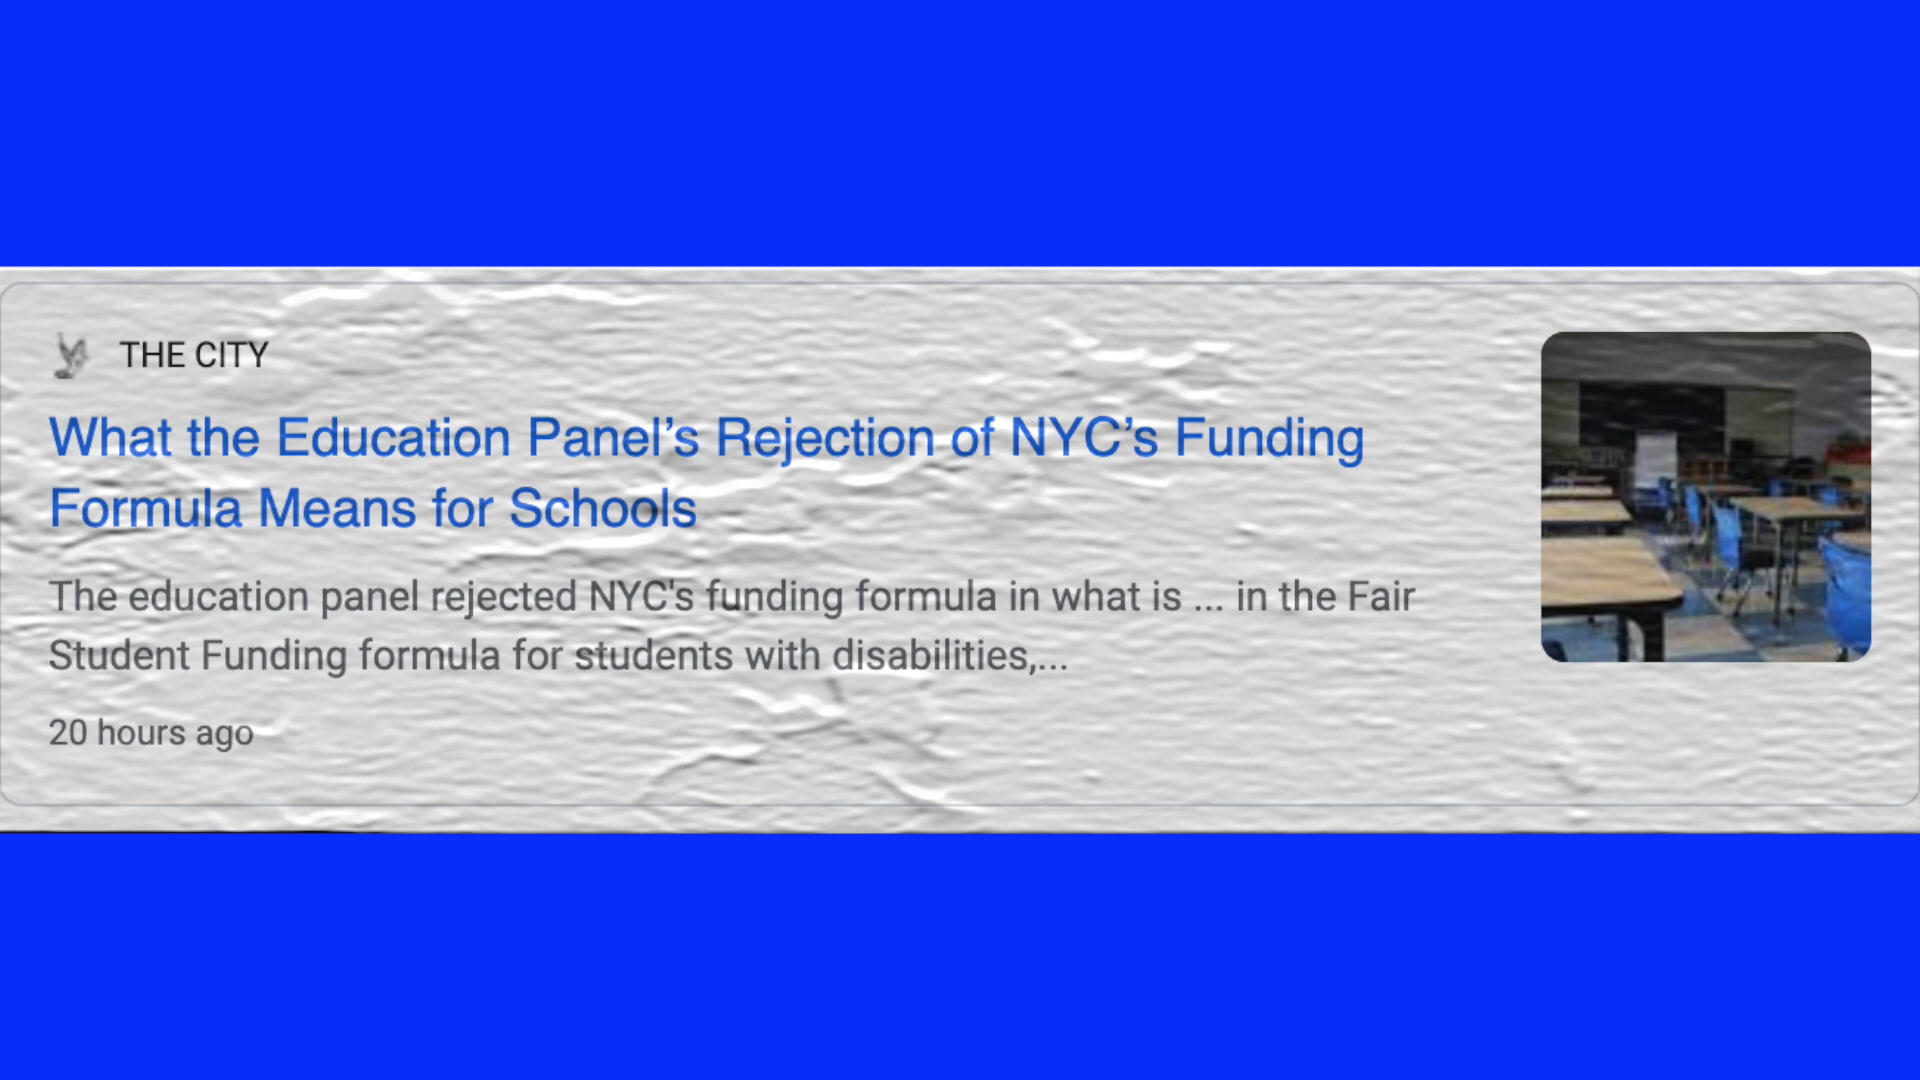 THE CITY
What the Education Panel’s Rejection of NYC’s Funding
Formula Means for Schools
The education panel rejected NYC's funding formula in what is ... in the Fair
Student Funding formula for students with disabilities,...
20 hours ago